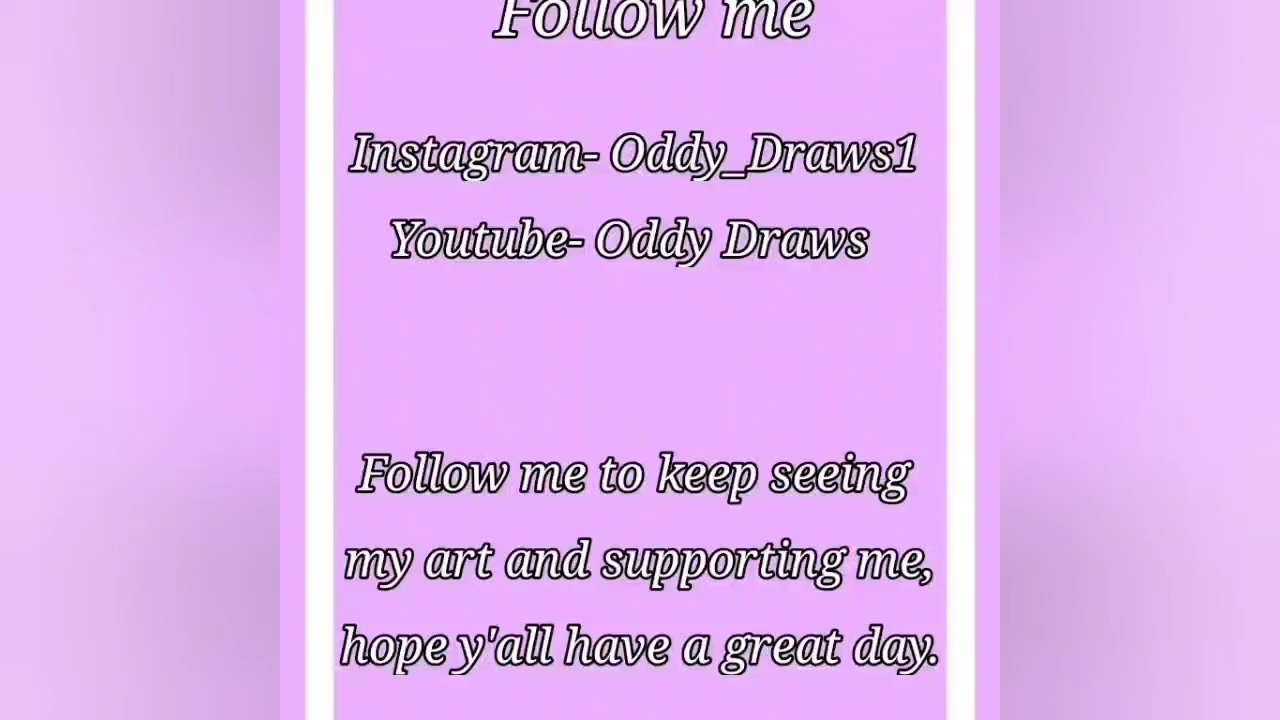 Follow me
Instagram- Oddy_Draws1
Youtube- Oddy Draws
Follow me to keep seeing
my art and supporting me,
hope y'all have a great day.